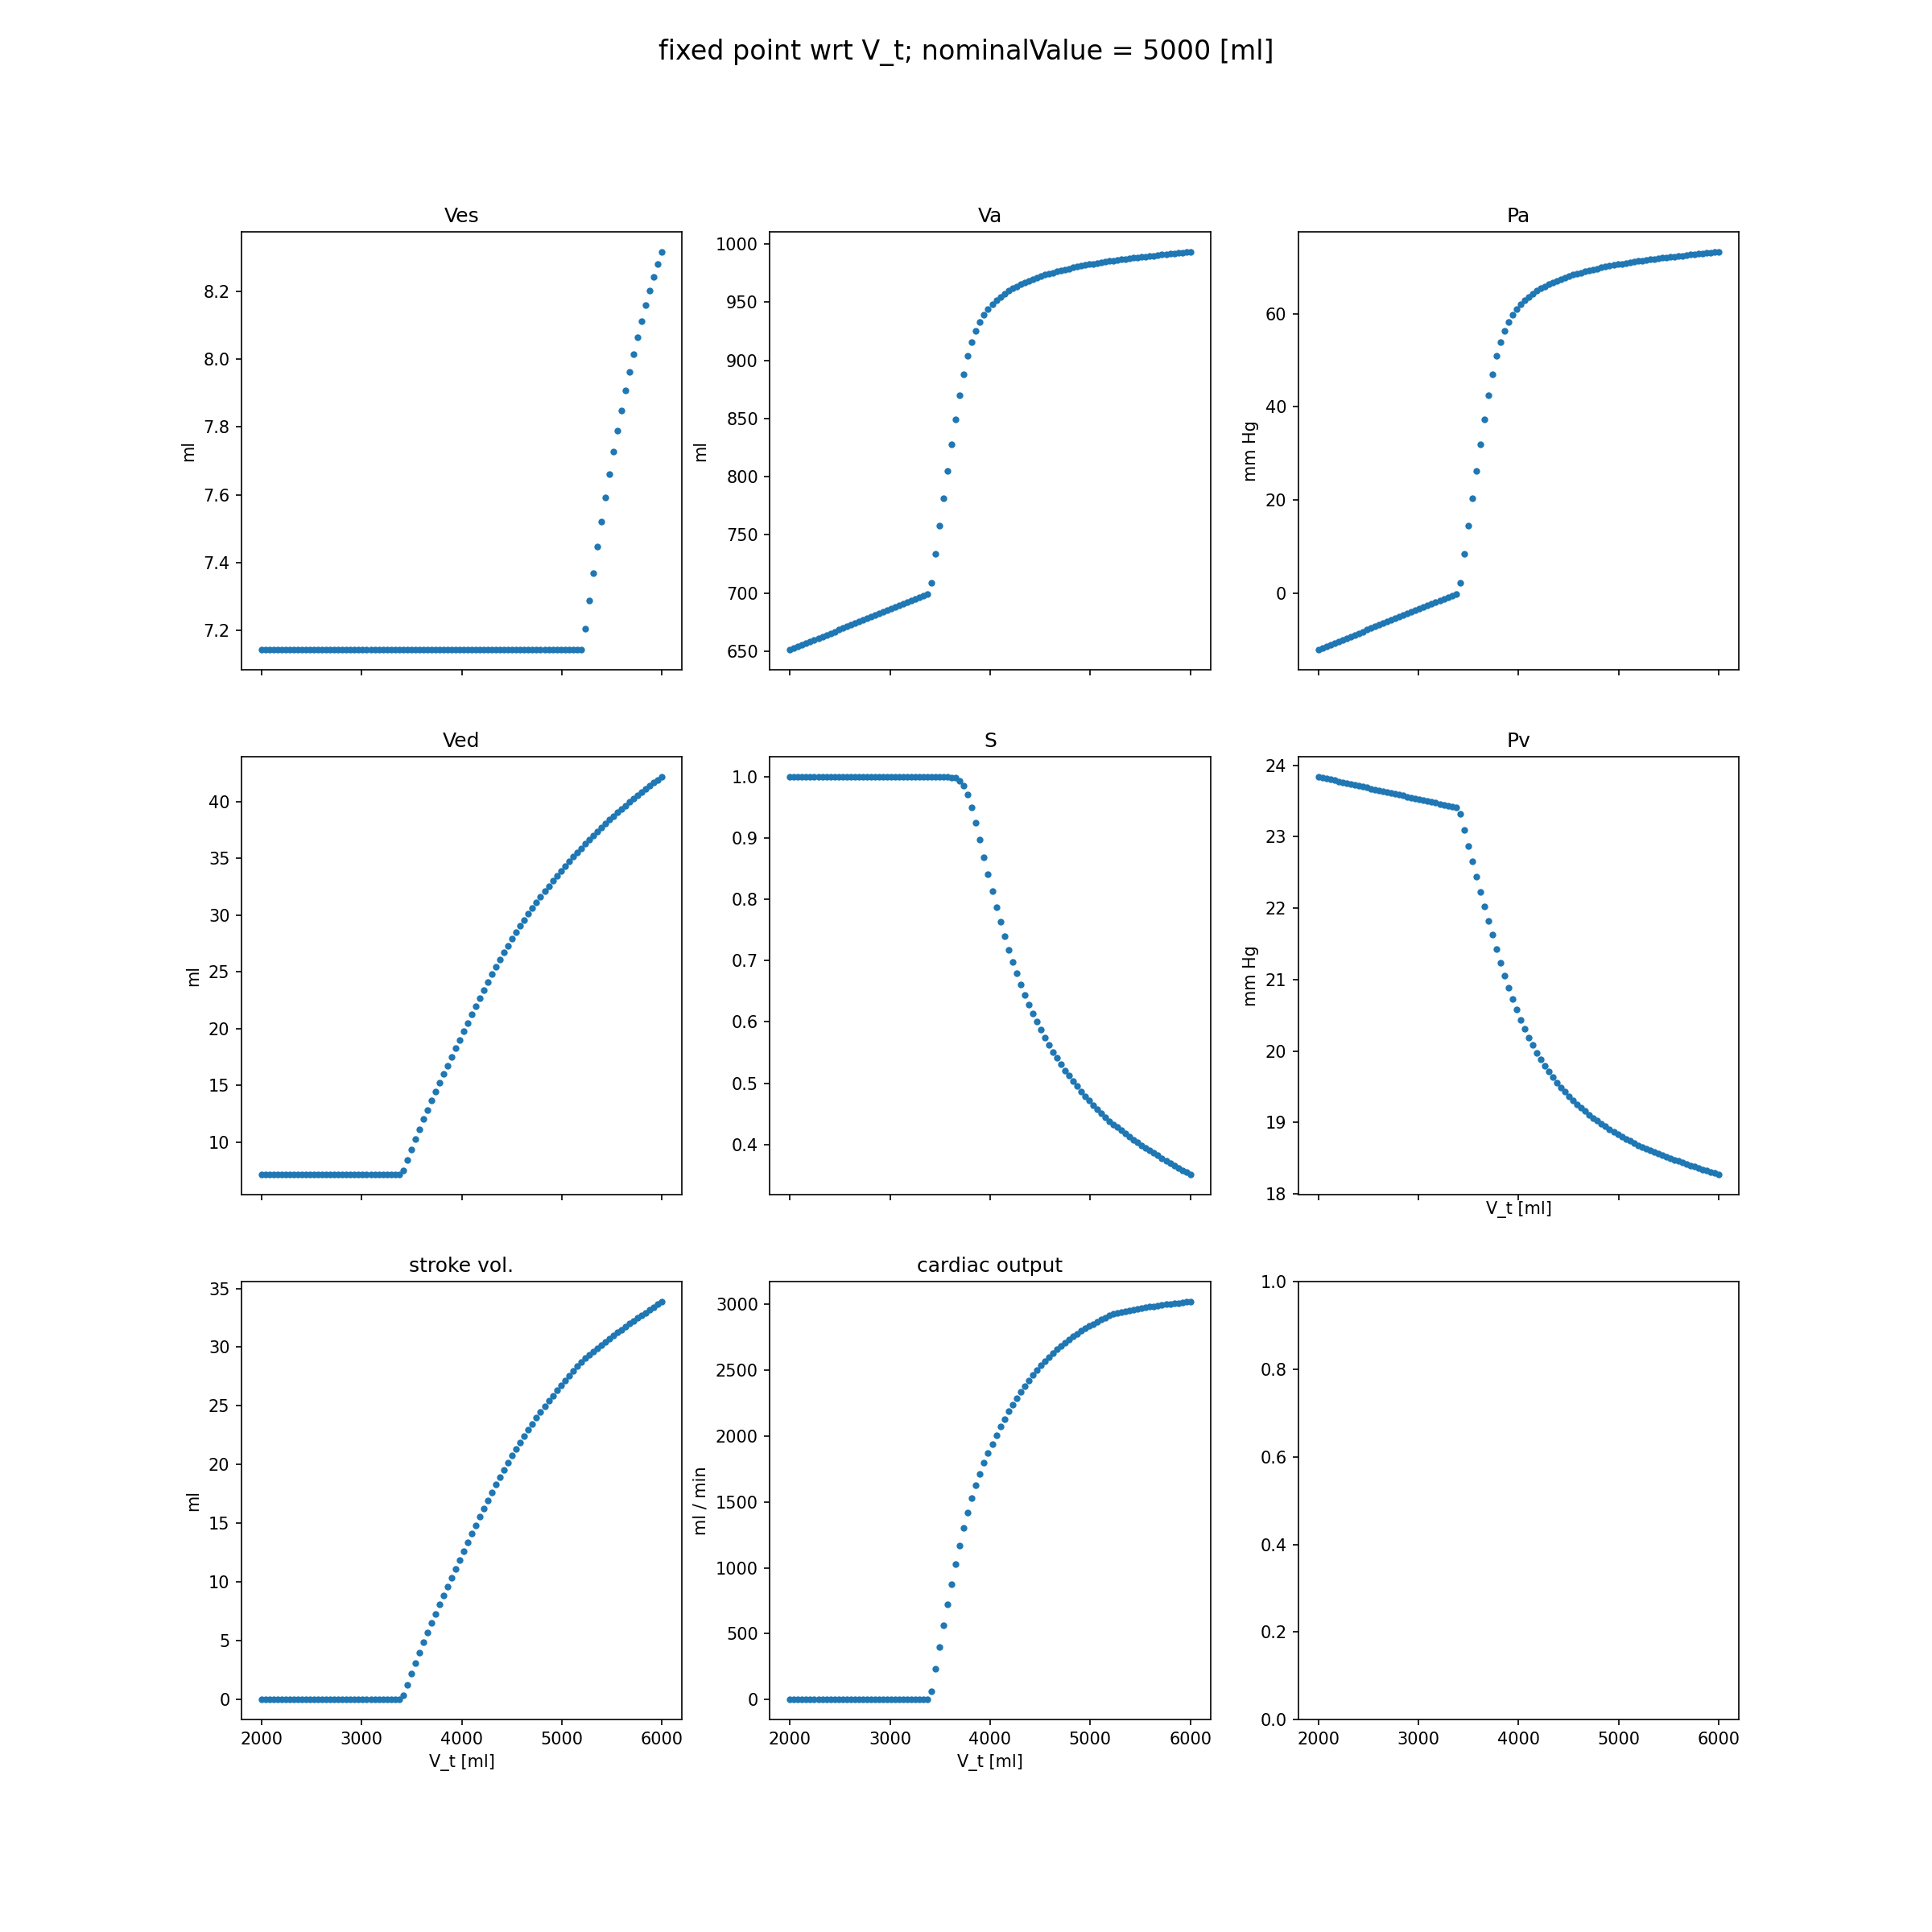 fixed point wrt V_t; nominalValue = 5000 [ml]
Ves
8.2
8.0
7.8
7.6
7.4
7.2
ml
Va
1000
950
900
850
800
750
700
650
ml
Pa
60
40
20
0
mm Hg
Ved
40
35
30
25
20
15
10
ml
S
1.0
0.9
0.8
0.7
0.6
0.5
0.4
Pv
24
23
22
21
20
19
18
mm Hg
V_t [ml]
stroke vol.
35
30
25
20
15
10
5
0
ml
2000 3000 4000 5000 6000
V_t [ml]
cardiac output
3000
2500
2000
1500
1000
500
0
ml / min
2000 3000 4000 5000 6000
V_t [ml]
1.0
0.8
0.6
0.4
0.2
0.0
2000 3000 4000 5000 6000